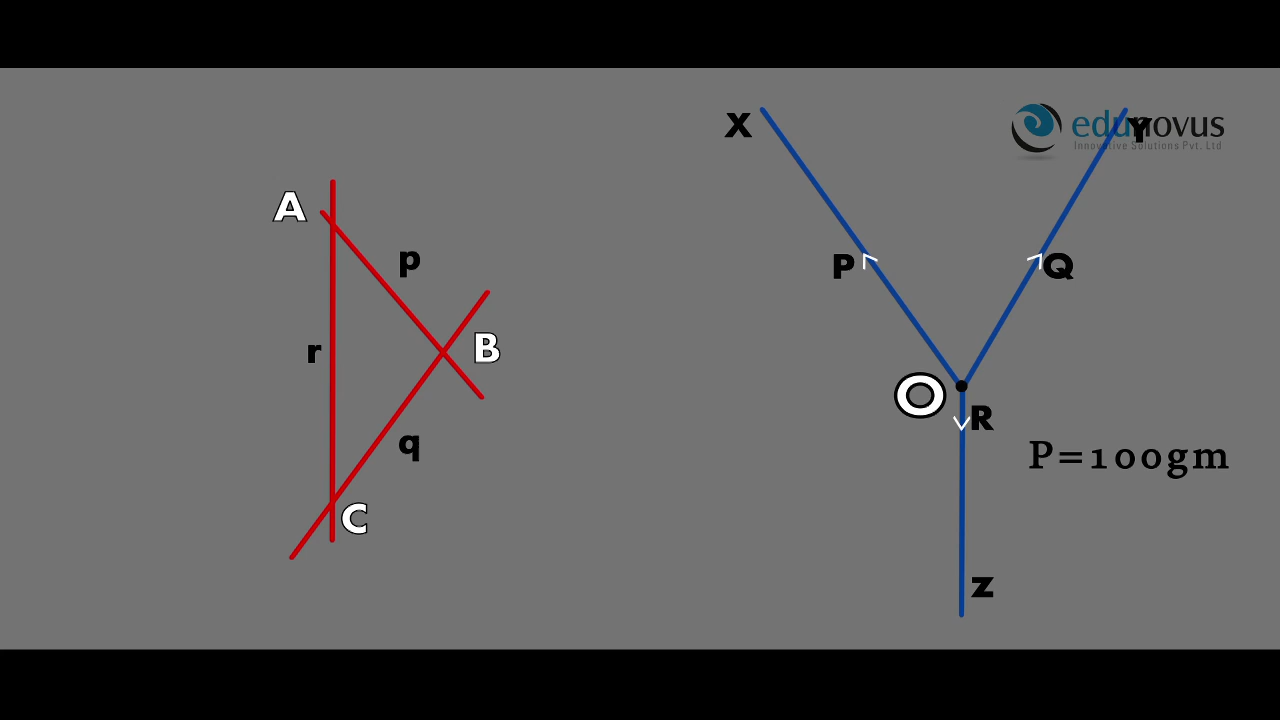 A
p
r
B
q
C
X
edunovus
Y
Innovative Solutions Pvt. Ltd
P
Q
O
R
P=100gm
z